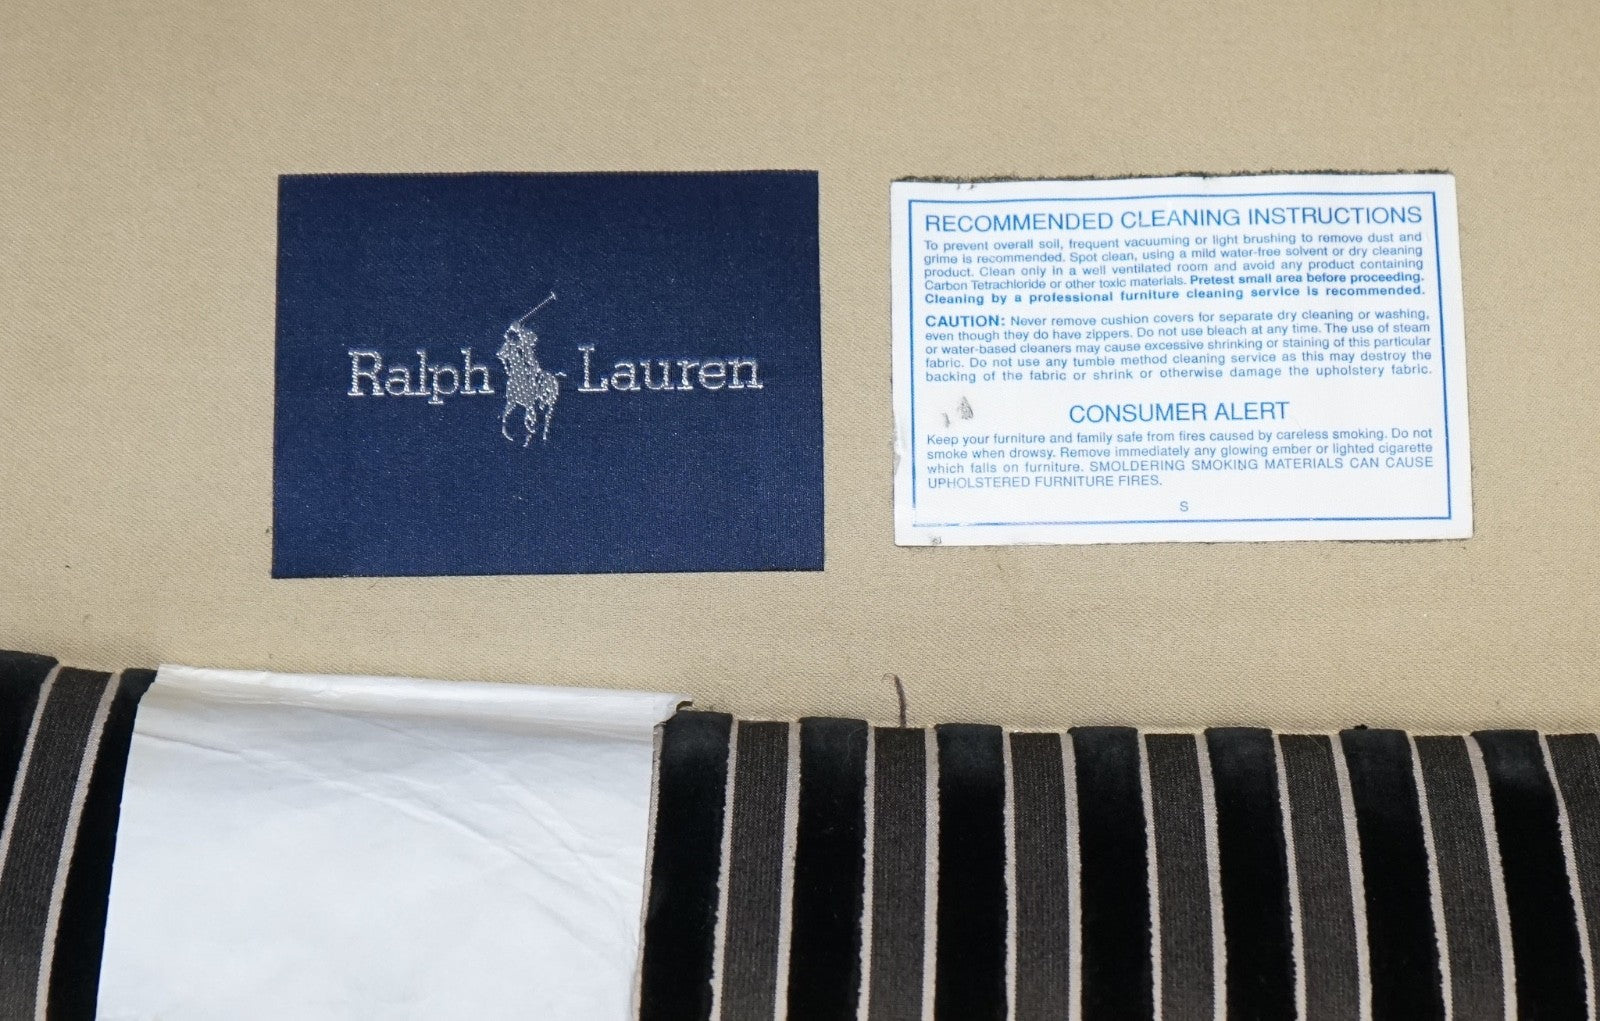 Ralph Lauren
RECOMMENDED CLEANING INSTRUCTIONS
To prevent overall soil, frequent vacuuming or light brushing to remove dust and
grime is recommended. Spot clean, using a mild water-free solvent or dry cleaning
product. Clean only in a well ventilated room and avoid any product containing
Carbon Tetrachloride or other toxic materials. Pretest small area before proceeding.
Cleaning by a professional furniture cleaning service is recommended.
CAUTION: Never remove cushion covers for separate dry cleaning or washing,
even though they do have zippers. Do not use bleach at any time. The use of steam
or water-based cleaners may cause excessive shrinking or staining of this particular
fabric. Do not use any tumble method cleaning service as this may destroy the
backing of the fabric or shrink or otherwise damage the upholstery fabric.
CONSUMER ALERT
Keep your furniture and family safe from fires caused by careless smoking. Do not
smoke when drowsy. Remove immediately any glowing ember or lighted cigarette
which falls on furniture. SMOLDERING SMOKING MATERIALS CAN CAUSE
UPHOLSTERED FURNITURE FIRES.
S